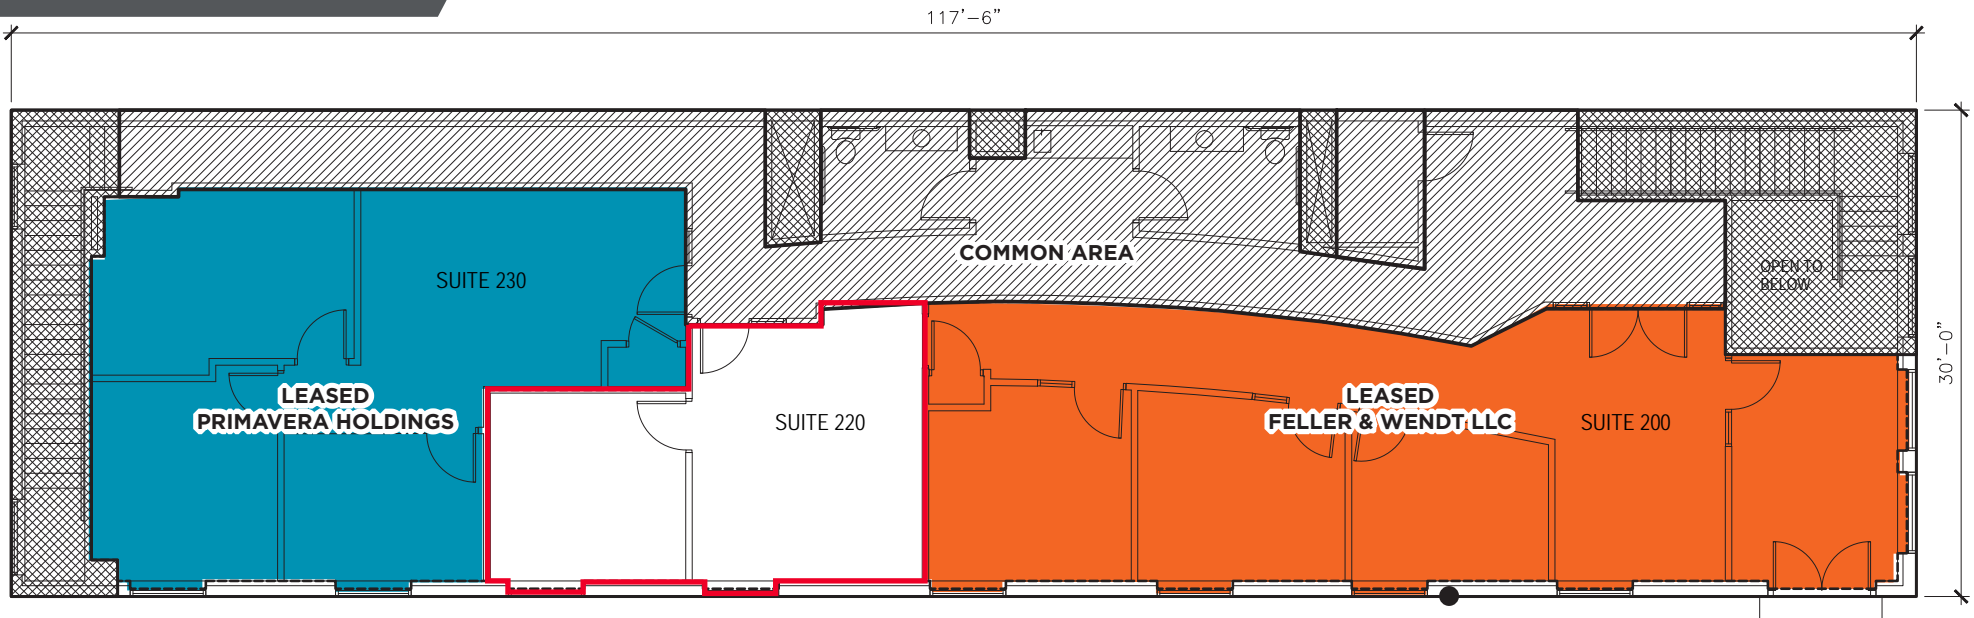 117'-6"
COMMON AREA
OPEN TO
BELOW
SUITE 230
30'-0"
LEASED
PRIMAVERA HOLDINGS
SUITE 220
LEASED
FELLER & WENDT LLC
SUITE 200